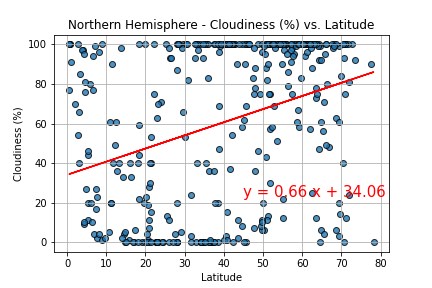 Northern Hemisphere - Cloudiness (%) vs. Latitude
100
80
60
40
20
0
Cloudiness (%)
y = 0.66 x + 34.06
0 10 20 30 40 50 60 70 80
Latitude